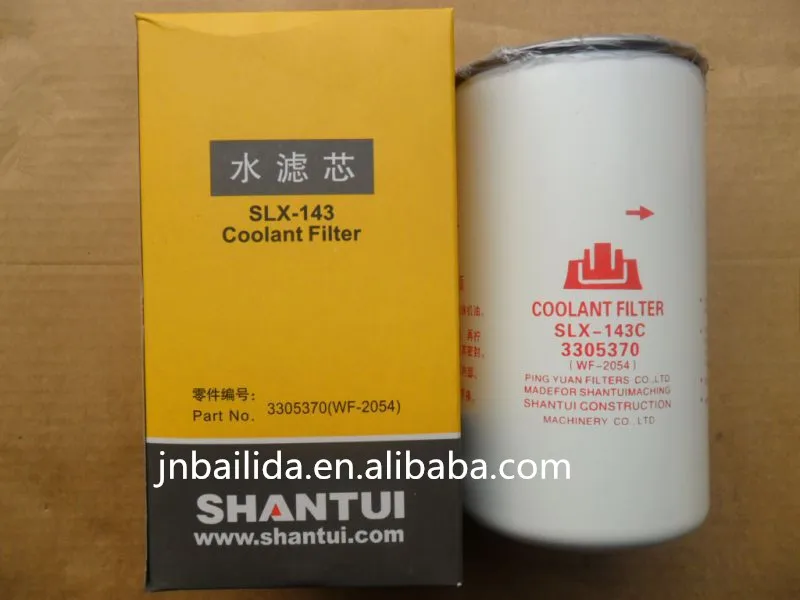 水滤芯
SLX-143
Coolant Filter
零件编号:
Part No. 3305370(WF-2054)
SHANTUI
www.shantui.com
COOLANT FILTER
SLX-143C
3305370
(WF-2054)
PING YUAN FILTERS CO.,LTD
MADEFOR SHANTUIMACHING
SHANTUI CONSTRUCTION
MACHINERY CO.,LTD
jnbailida.en.alibaba.com